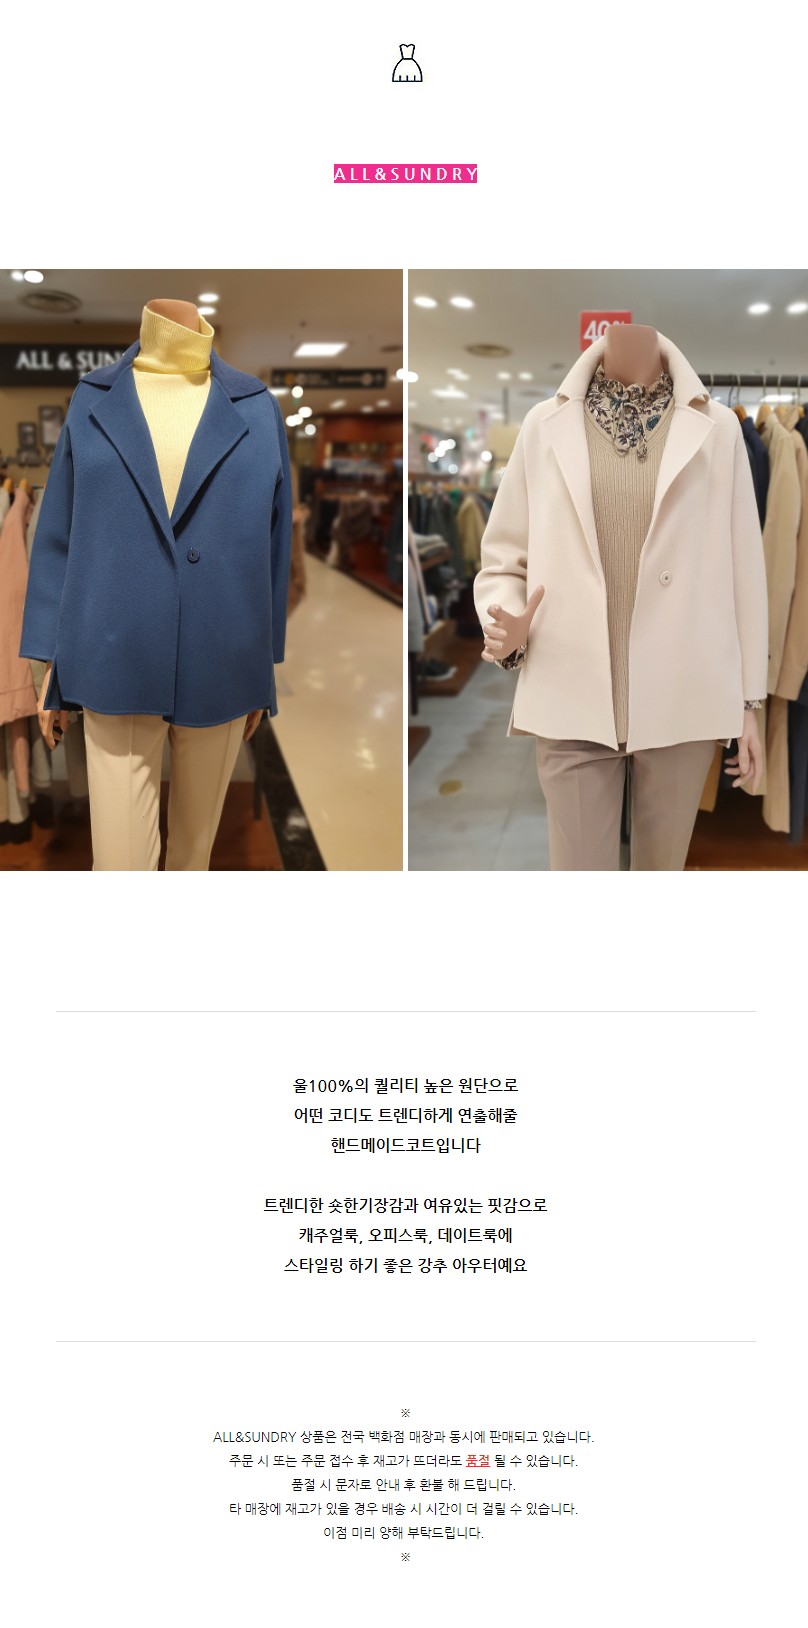 ALL&SUNDRY
ALL & SUN
40%
울100%의 퀄리티 높은 원단으로
어떤 코디도 트렌디하게 연출해줄
핸드메이드코트입니다
트렌디한 숏한기장감과 여유있는 핏감으로
캐주얼룩, 오피스룩, 데이트룩에
스타일링 하기 좋은 강추 아우터예요
※
ALL&SUNDRY 상품은 전국 백화점 매장과 동시에 판매되고 있습니다.
주문 시 또는 주문 접수 후 재고가 뜨더라도 품절 될 수 있습니다.
품절 시 문자로 안내 후 환불 해 드립니다.
타 매장에 재고가 있을 경우 배송 시 시간이 더 걸릴 수 있습니다.
이점 미리 양해 부탁드립니다.
※